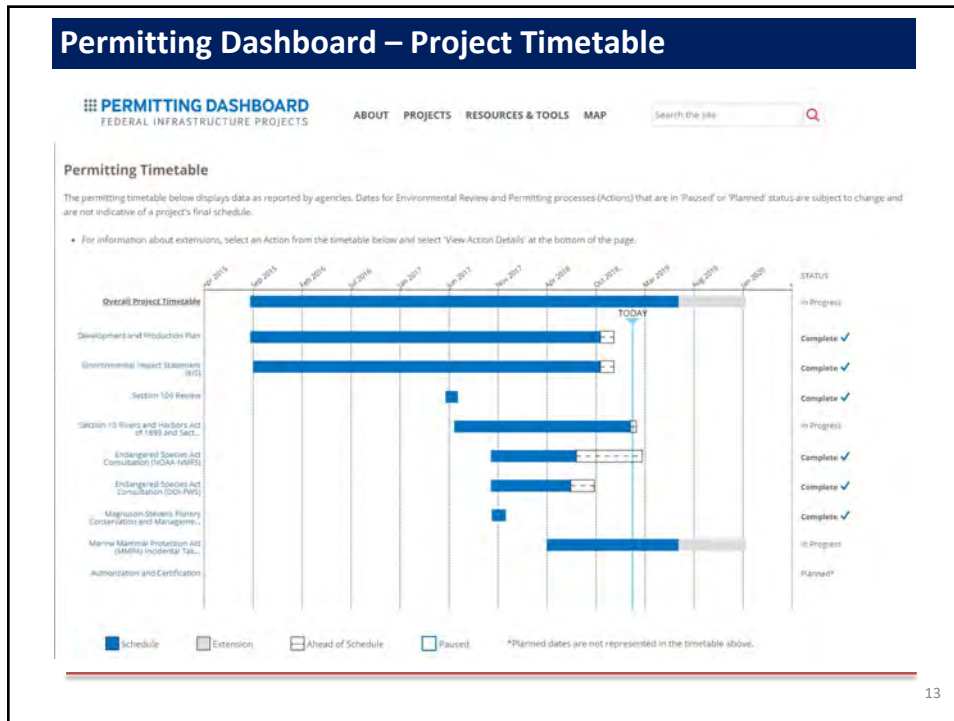 Permitting Dashboard – Project Timetable
PERMITTING DASHBOARD
FEDERAL INFRASTRUCTURE PROJECTS
ABOUT PROJECTS RESOURCES & TOOLS MAP
Search the site
Permitting Timetable
The permitting timetable below displays data as reported by agencies. Dates for Environmental Review and Permitting processes (Actions) that are in 'Paused' or 'Planned' status are subject to change and
are not indicative of a project's final schedule.
• For information about extensions, select an Action from the timetable below and select 'View Action Details' at the bottom of the page.
Apr 2015 Sep 2015 Feb 2016 Jul 2016 Jan 2017 Jun 2017 Nov 2017 Apr 2018 Oct 2018 Mar 2019 Aug 2019 Jan 2020
STATUS
Overall Project Timetable In Progress
TODAY
Development and Production Plan Complete ✓
Environmental Impact Statement
(EIS) Complete ✓
Section 106 Review Complete ✓
Section 10 Rivers and Harbors Act
of 1899 and Sect... In Progress
Endangered Species Act
Consultation (NOAA-NMFS) Complete ✓
Endangered Species Act
Consultation (DOI-FWS) Complete ✓
Magnuson-Stevens Fishery
Conservation and Manageme... Complete ✓
Marine Mammal Protection Act
(MMPA) Incidental Tak... In Progress
Authorization and Certification Planned*
Schedule Extension Ahead of Schedule Paused *Planned dates are not represented in the timetable above.
13